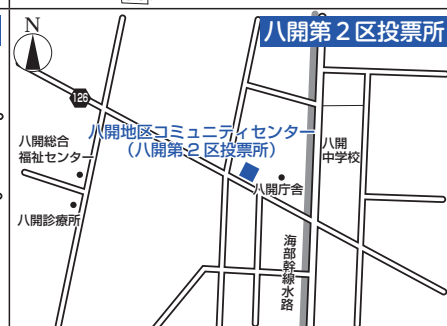 N
八開第2区投票所
126
八開地区コミュニティセンター
（八開第2区投票所）
八開総合
福祉センター
八開
中学校
八開庁舎
八開診療所
海部幹線水路